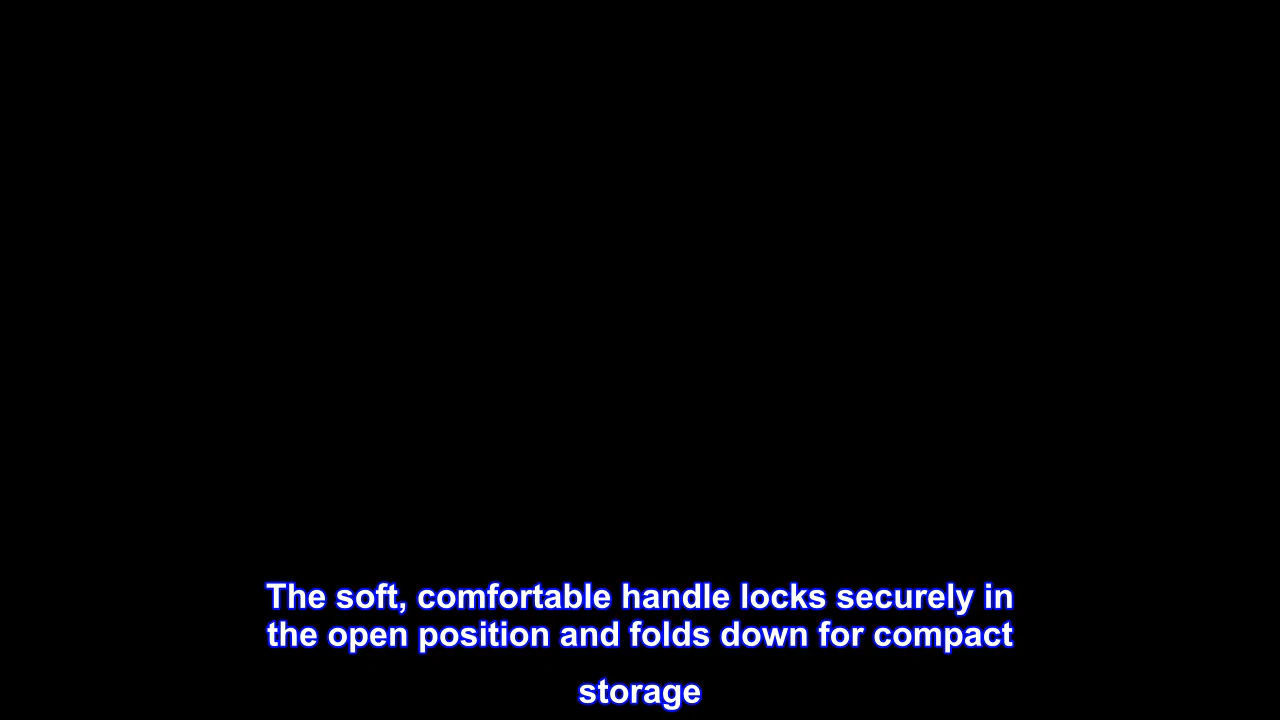 The soft, comfortable handle locks securely in
the open position and folds down for compact
storage